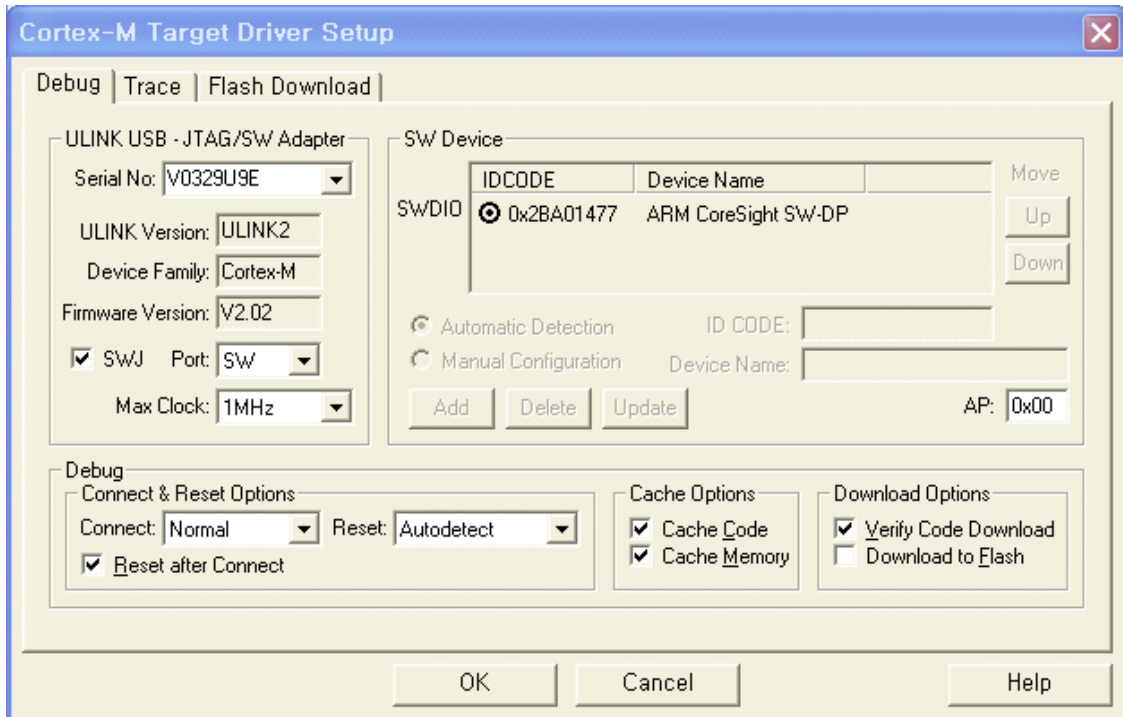 Cortex-M Target Driver Setup
Debug Trace Flash Download
ULINK USB - JTAG/SW Adapter
Serial No: V0329U9E
ULINK Version: ULINK2
Device Family: Cortex-M
Firmware Version: V2.02
SWJ Port: SW
Max Clock: 1MHz
SW Device
IDCODE Device Name
SWDIO 0x2BA01477 ARM CoreSight SW-DP
Move
Up
Down
Automatic Detection ID CODE:
Manual Configuration Device Name:
Add Delete Update AP: 0x00
Debug
Connect & Reset Options
Connect: Normal Reset: Autodetect
Reset after Connect
Cache Options
Cache Code
Cache Memory
Download Options
Verify Code Download
Download to Flash
OK Cancel Help